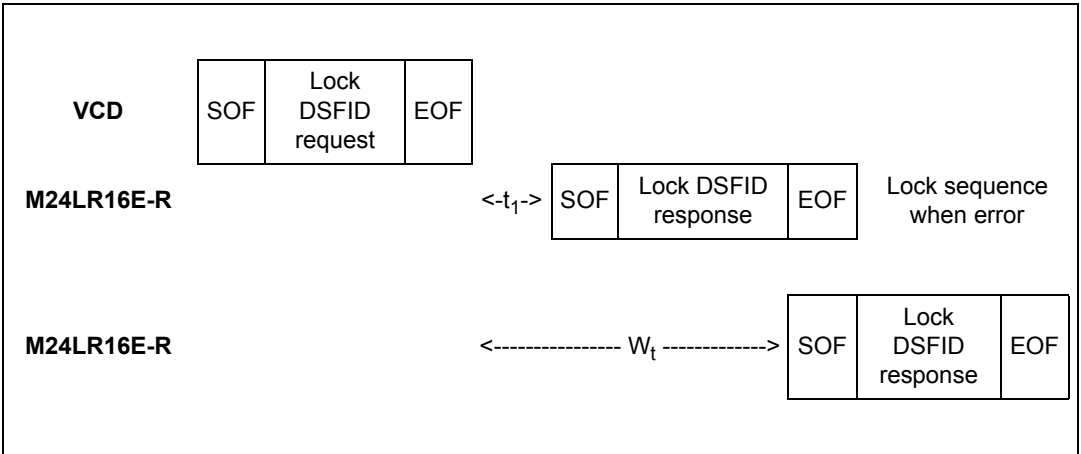 VCD SOF Lock DSFID request EOF
M24LR16E-R <-t1-> SOF Lock DSFID response EOF Lock sequence when error
M24LR16E-R <---------------- Wt -------------> SOF Lock DSFID response EOF